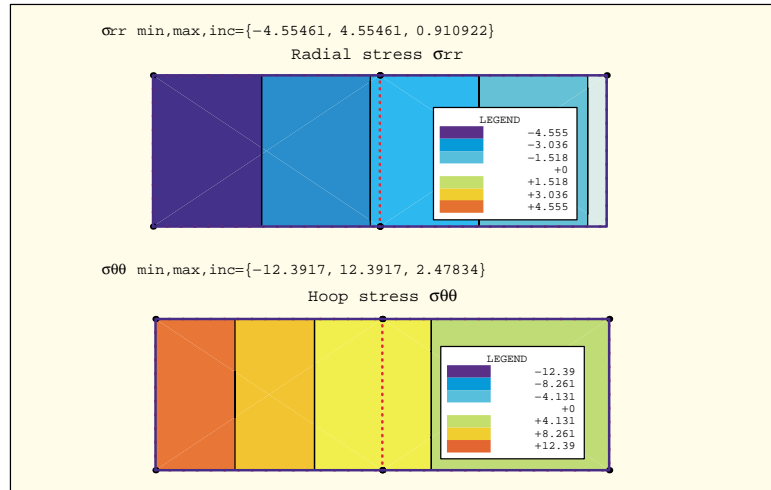 σrr min,max,inc={−4.55461, 4.55461, 0.910922}
Radial stress σrr
LEGEND
−4.555
−3.036
−1.518
+0
+1.518
+3.036
+4.555
σθθ min,max,inc={−12.3917, 12.3917, 2.47834}
Hoop stress σθθ
LEGEND
−12.39
−8.261
−4.131
+0
+4.131
+8.261
+12.39